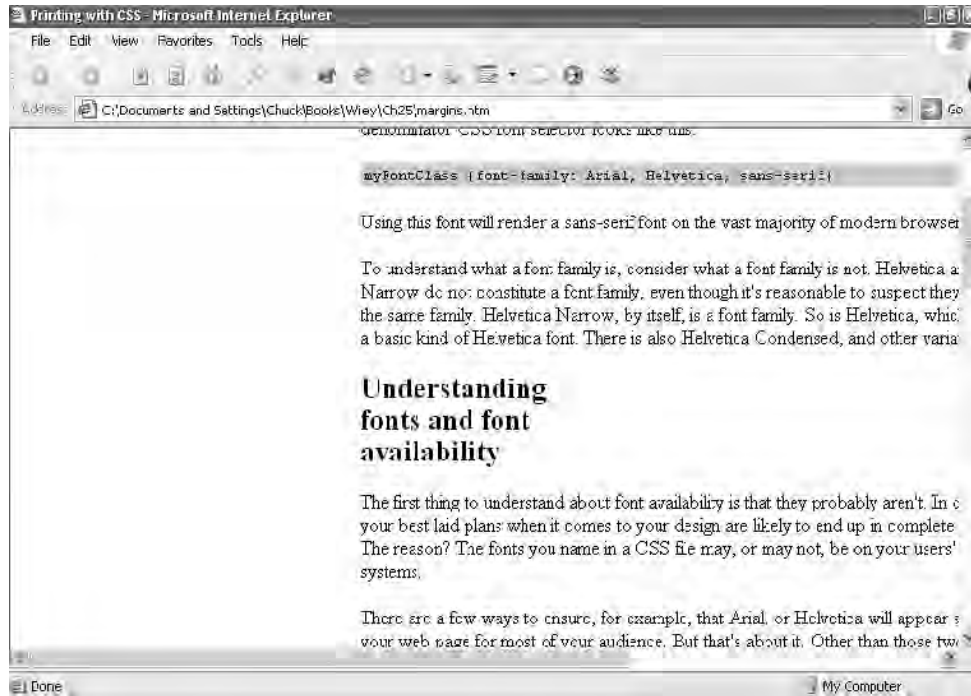 Printing with CSS - Microsoft Internet Explorer
File Edit View Favorites Tools Help
Address C:\Documents and Settings\Chuck\Books\Wiley\Ch25\margins.htm Go
denominator CSS font selector looks like this:
myFontClass {font-family: Arial, Helvetica, sans-serif}
Using this font will render a sans-serif font on the vast majority of modern browser
To understand what a font family is, consider what a font family is not. Helvetica a
Narrow do not constitute a font family, even though it's reasonable to suspect they
the same family. Helvetica Narrow, by itself, is a font family. So is Helvetica, whic
a basic kind of Helvetica font. There is also Helvetica Condensed, and other varia
Understanding
fonts and font
availability
The first thing to understand about font availability is that they probably aren't. In c
your best laid plans when it comes to your design are likely to end up in complete
The reason? The fonts you name in a CSS file may, or may not, be on your users'
systems.
There are a few ways to ensure, for example, that Arial or Helvetica will appear s
your web page for most of your audience. But that's about it. Other than those two
Done My Computer